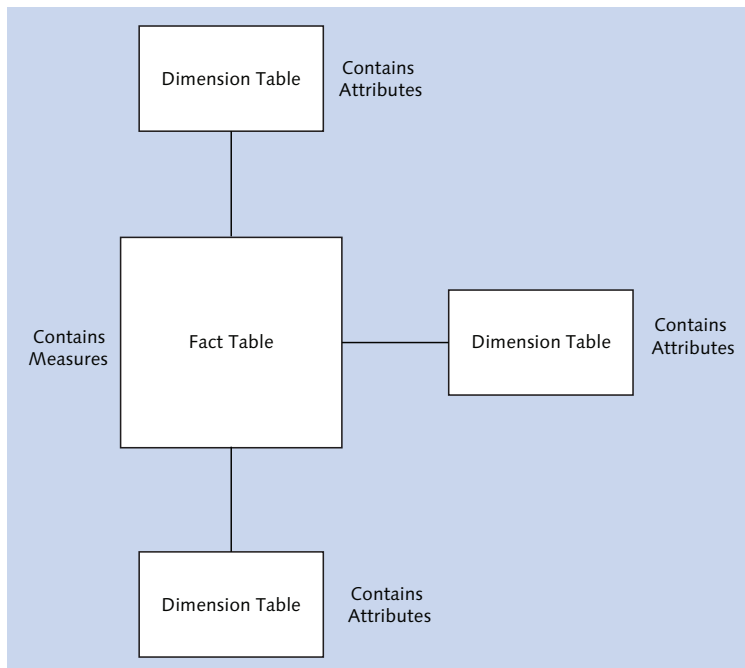 Dimension Table
Contains
Attributes
Contains
Measures
Fact Table
Dimension Table
Contains
Attributes
Dimension Table
Contains
Attributes